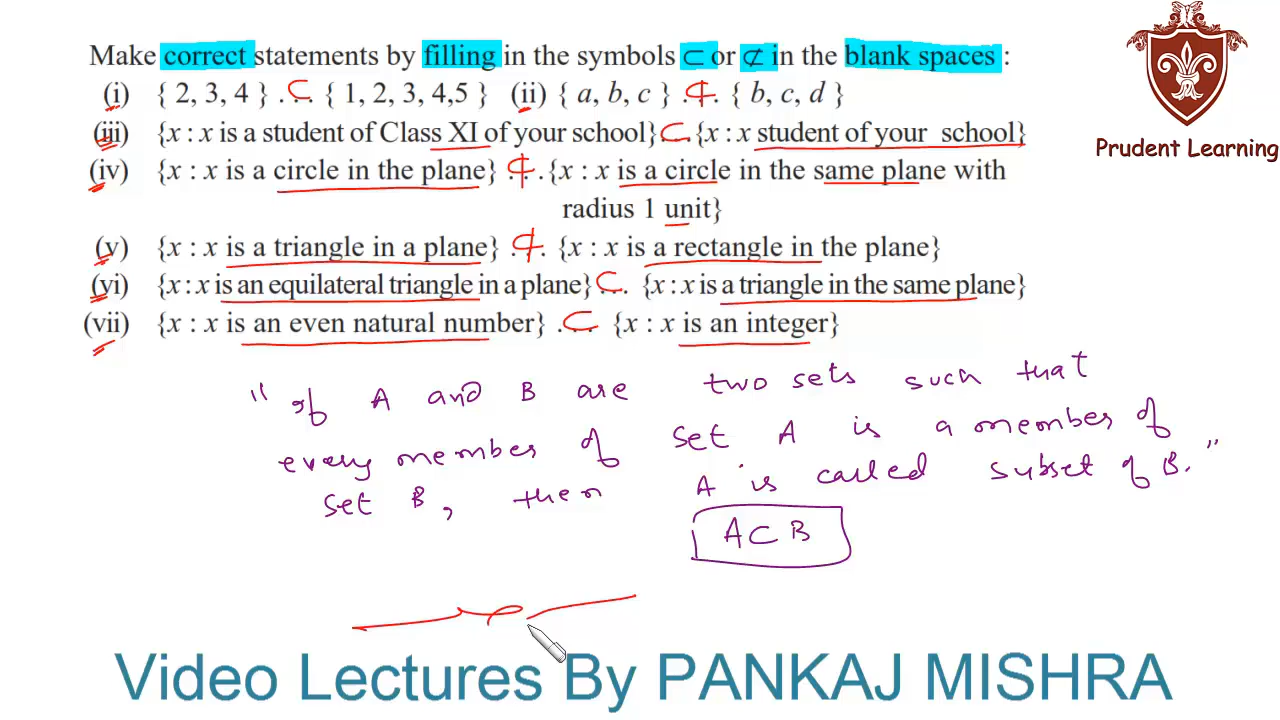 Make correct statements by filling in the symbols ⊂ or ⊄ in the blank spaces :
(i) { 2, 3, 4 } . ⊂ . { 1, 2, 3, 4,5 } (ii) { a, b, c } . ⊄ . { b, c, d }
(iii) {x : x is a student of Class XI of your school} ⊂ . {x : x student of your school}
(iv) {x : x is a circle in the plane} ⊄ . {x : x is a circle in the same plane with
radius 1 unit}
(v) {x : x is a triangle in a plane} . ⊄ . {x : x is a rectangle in the plane}
(vi) {x : x is an equilateral triangle in a plane} ⊂ ... {x : x is a triangle in the same plane}
(vii) {x : x is an even natural number} . ⊂ {x : x is an integer}
Prudent Learning
" If A and B are two sets such that
every member of set A is a member of
set B, then A is called subset of B. "
A ⊂ B
Video Lectures By PANKAJ MISHRA